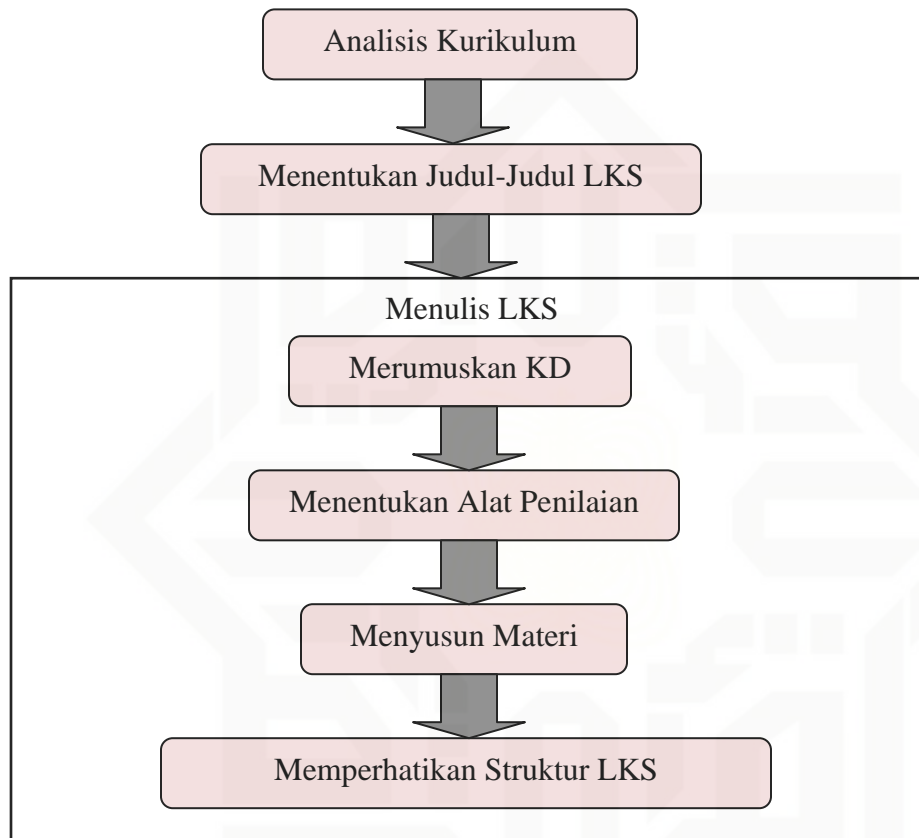 Analisis Kurikulum
Menentukan Judul-Judul LKS
Menulis LKS
Merumuskan KD
Menentukan Alat Penilaian
Menyusun Materi
Memperhatikan Struktur LKS